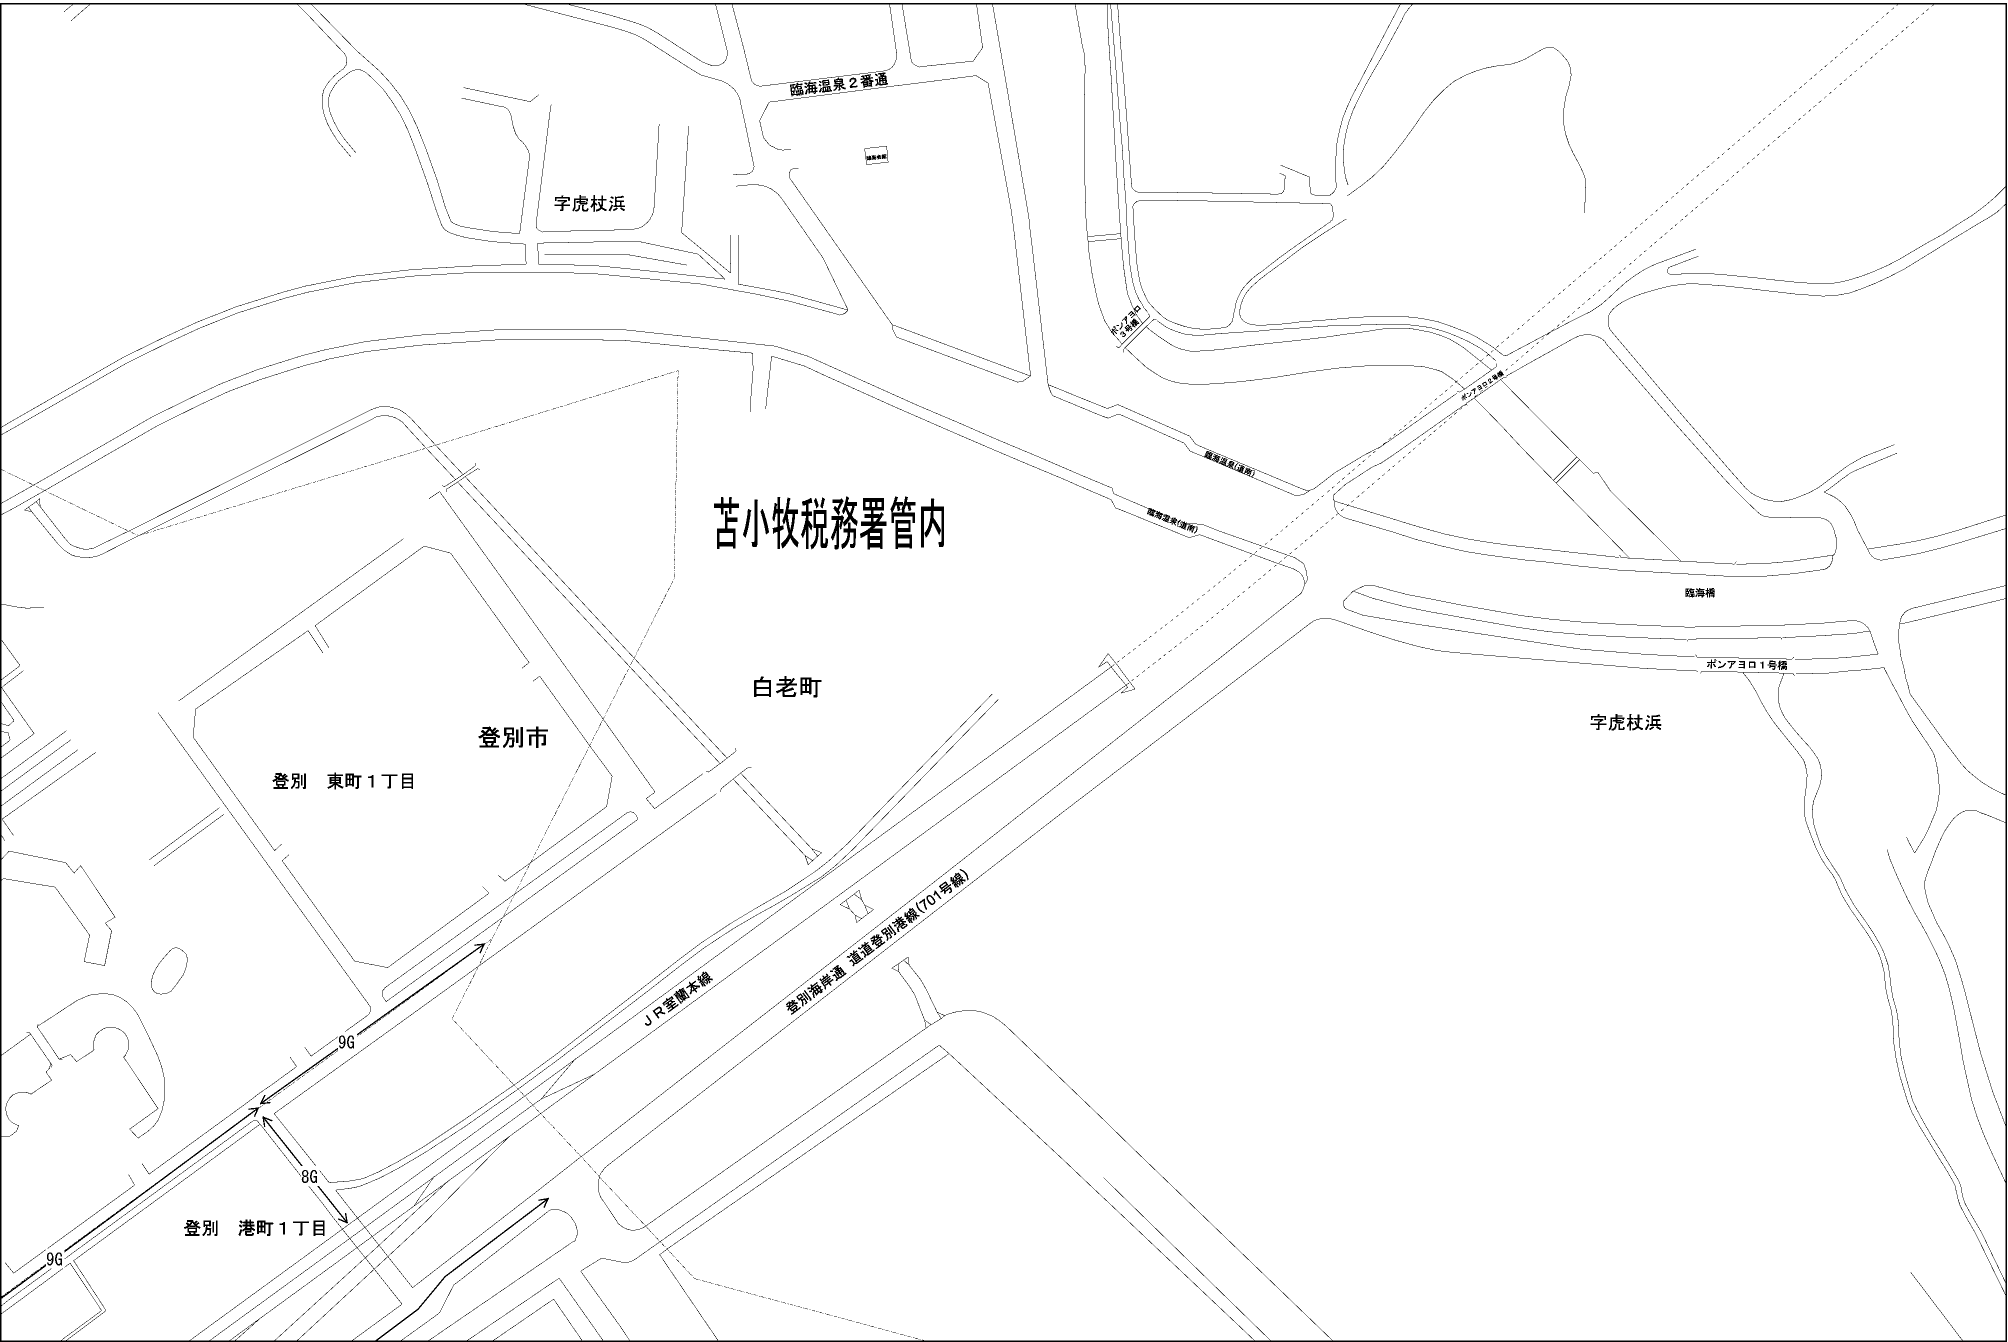 臨海温泉2番通
臨海会館
字虎杖浜
ポンアヨロ
3号橋
ポンアヨロ2号橋
臨海温泉(道南)
苫小牧税務署管内
臨海温泉(道南)
臨海橋
ポンアヨロ1号橋
白老町
字虎杖浜
登別市
登別 東町1丁目
登別海岸通 道道登別港線(701号線)
JR室蘭本線
9G
8G
登別 港町1丁目
9G